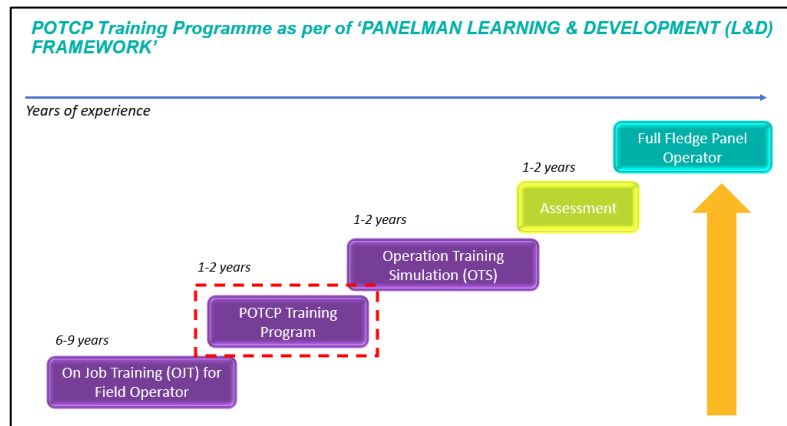 POTCP Training Programme as per of ‘PANELMAN LEARNING & DEVELOPMENT (L&D)
FRAMEWORK’
Years of experience
Full Fledge Panel
Operator
1-2 years
Assessment
1-2 years
Operation Training
Simulation (OTS)
1-2 years
POTCP Training
Program
6-9 years
On Job Training (OJT) for
Field Operator